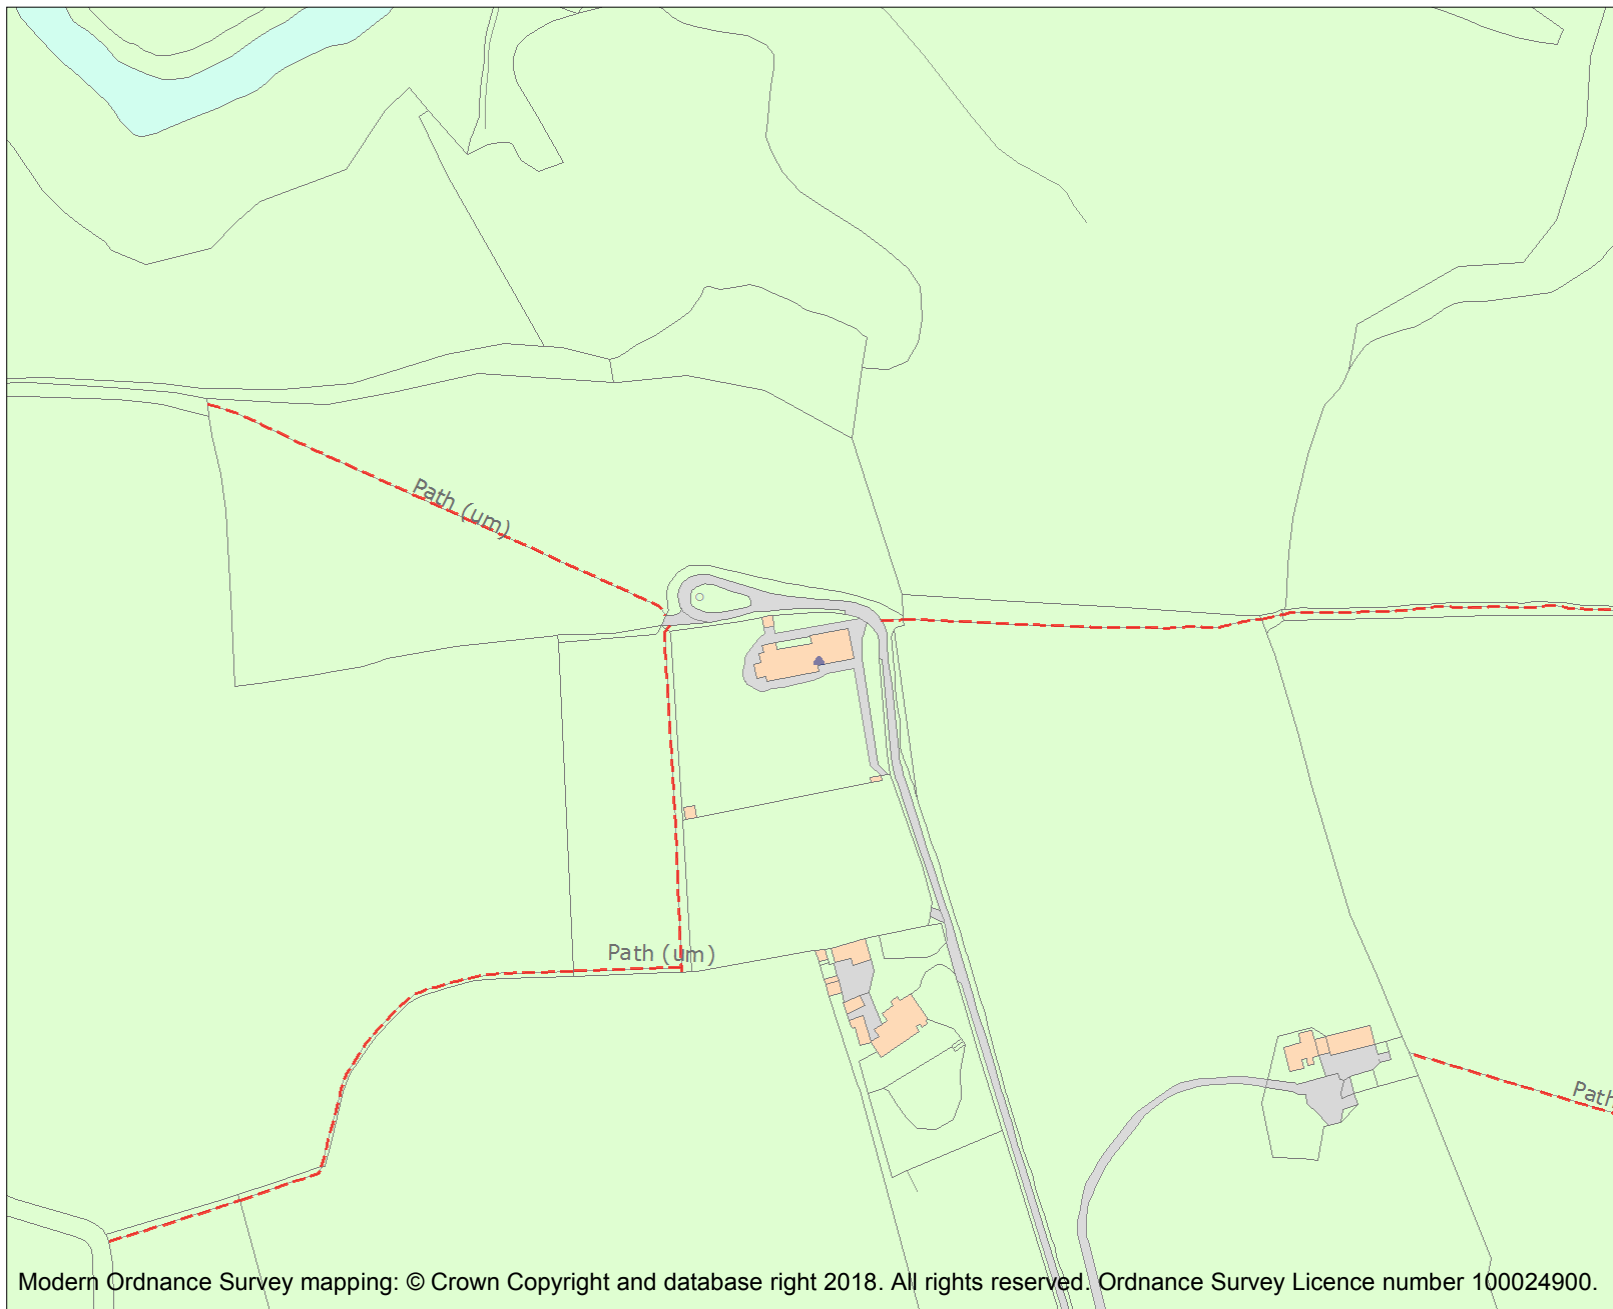 Path (um)
Path (um)
Path
Modern Ordnance Survey mapping: © Crown Copyright and database right 2018. All rights reserved. Ordnance Survey Licence number 100024900.